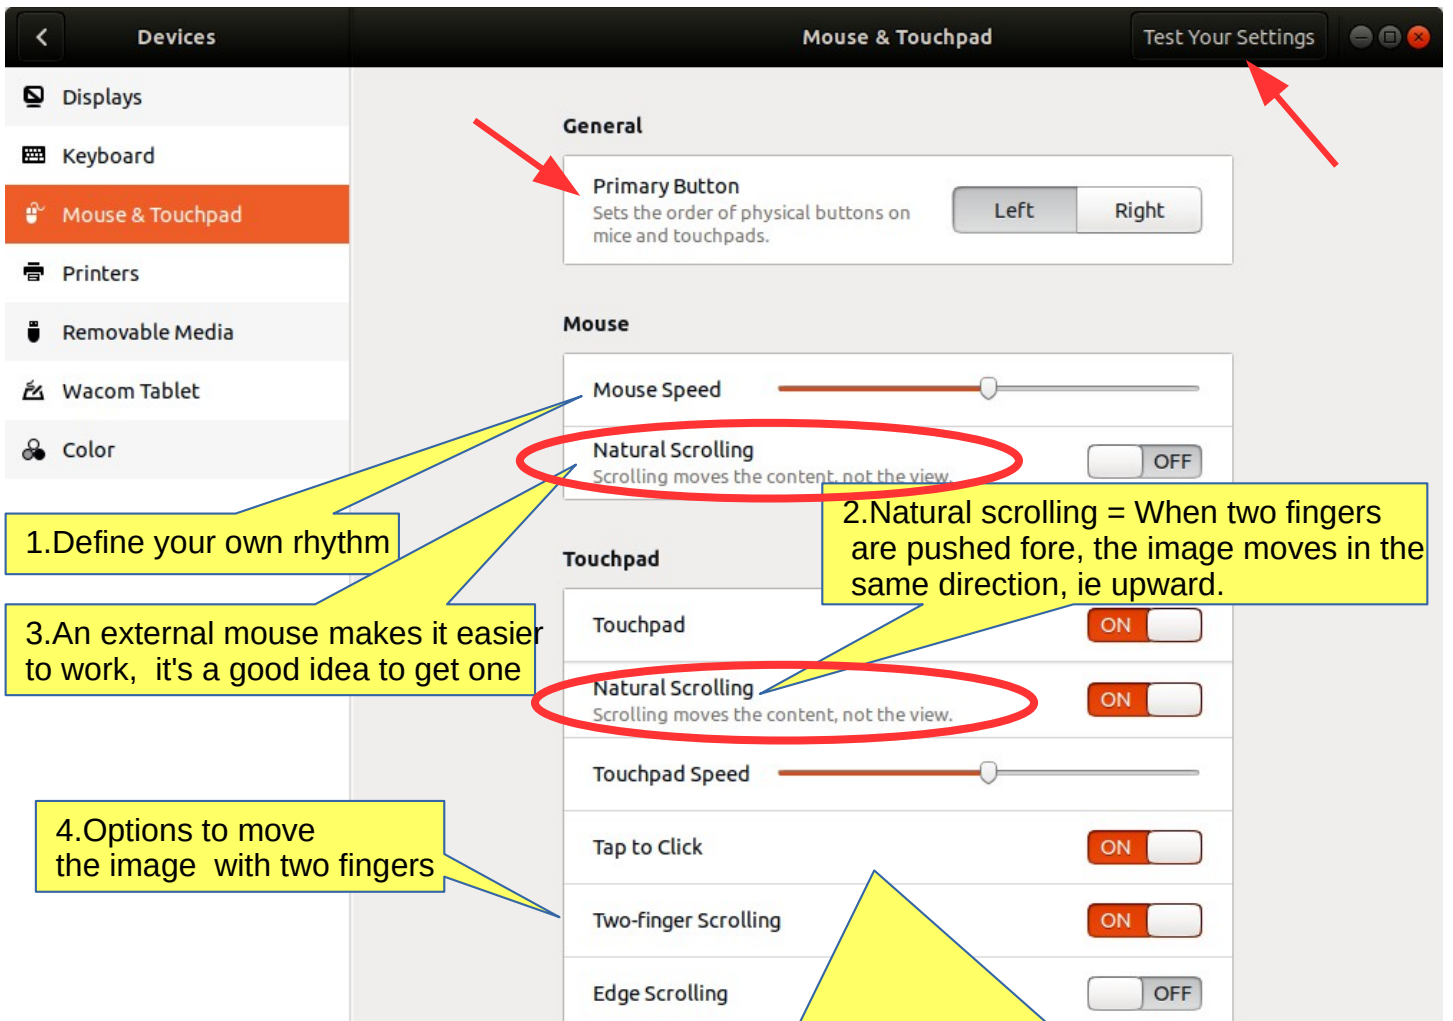 Devices
Mouse & Touchpad
Test Your Settings
Displays
Keyboard
Mouse & Touchpad
Printers
Removable Media
Wacom Tablet
Color
General
Primary Button
Sets the order of physical buttons on
mice and touchpads.
Left
Right
Mouse
Mouse Speed
Natural Scrolling
Scrolling moves the content, not the view.
OFF
1.Define your own rhythm
2.Natural scrolling = When two fingers
are pushed fore, the image moves in the
same direction, ie upward.
3.An external mouse makes it easier
to work,  it's a good idea to get one
Touchpad
Touchpad
ON
Natural Scrolling
Scrolling moves the content, not the view.
ON
Touchpad Speed
4.Options to move
the image  with two fingers
Tap to Click
ON
Two-finger Scrolling
ON
Edge Scrolling
OFF